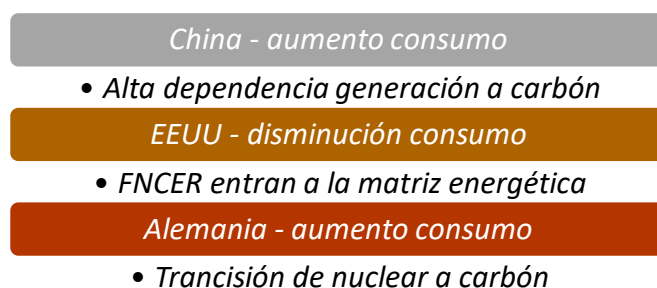 China - aumento consumo
• Alta dependencia generación a carbón
EEUU - disminución consumo
• FNCER entran a la matriz energética
Alemania - aumento consumo
• Trancisión de nuclear a carbón